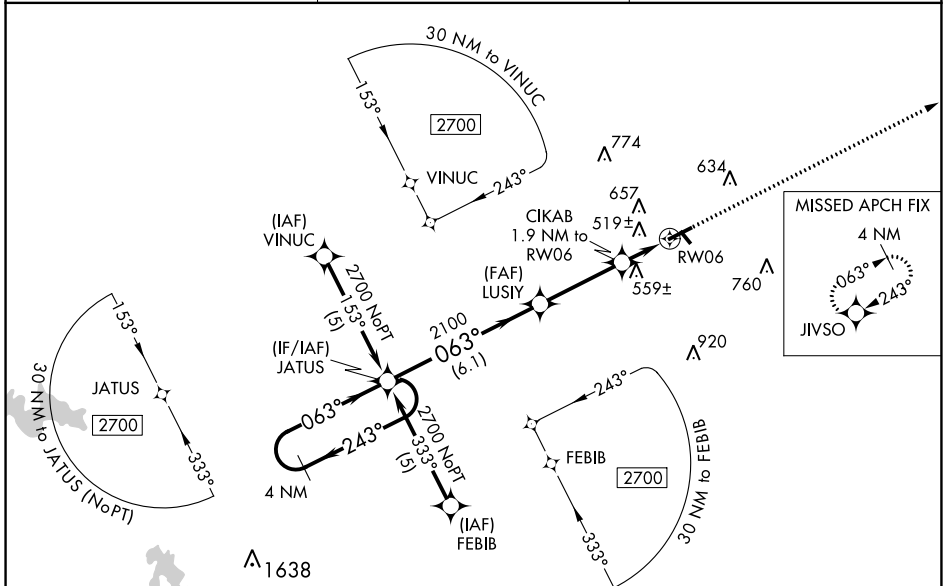 30 NM to VINUC
153°
2700
VINUC
243°
774
634
657
519±
CIKAB
1.9 NM to
RW06
RW06
559±
760
MISSED APCH FIX
4 NM
063°
243°
JIVSO
(IAF)
VINUC
2700 NoPT
153°
(5)
(FAF)
LUSIY
2100
063°
(6.1)
(IF/IAF)
JATUS
920
153°
JATUS
2700
333°
30 NM to JATUS (NoPT)
063°
243°
4 NM
2700 NoPT
333°
(5)
(IAF)
FEBIB
243°
FEBIB
2700
333°
30 NM to FEBIB
1638